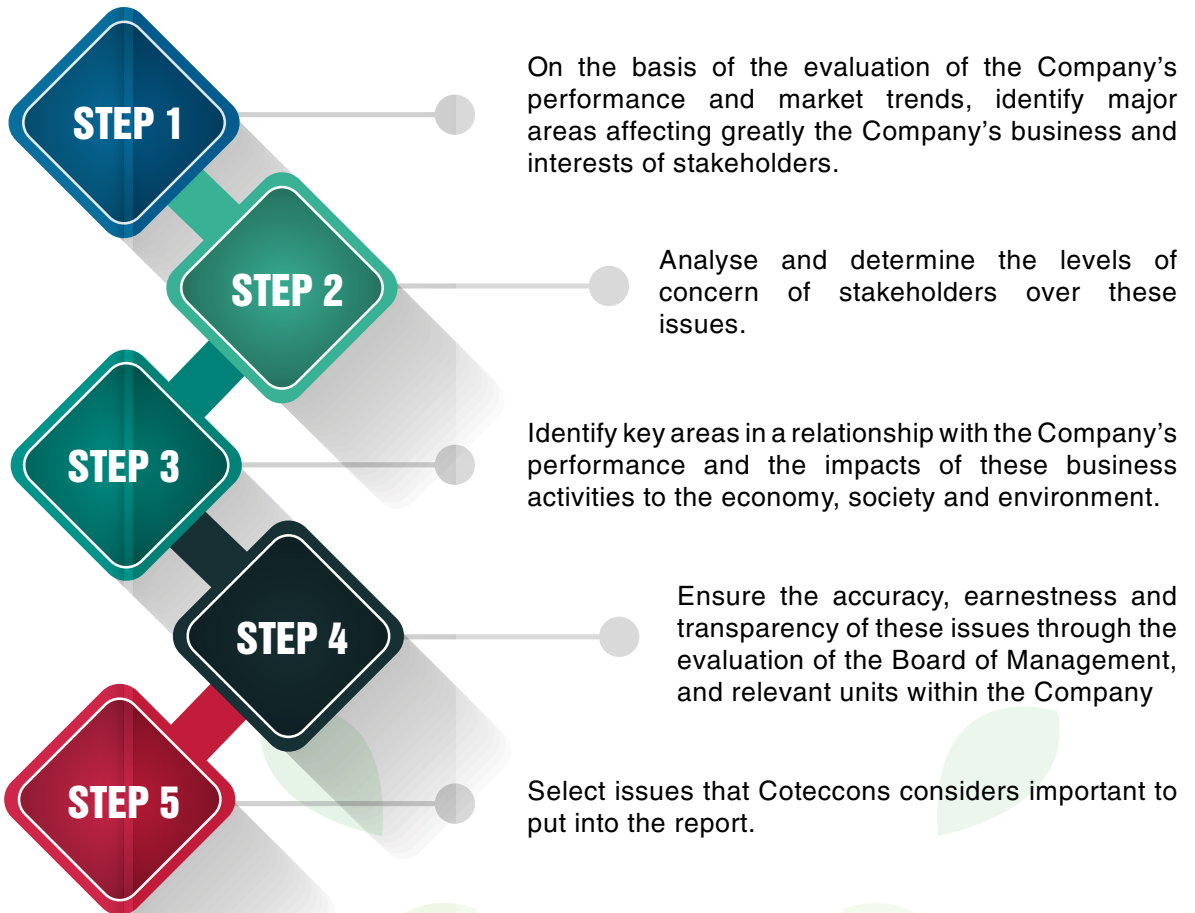 STEP 1
On the basis of the evaluation of the Company's
performance and market trends, identify major
areas affecting greatly the Company's business and
interests of stakeholders.
STEP 2
Analyse and determine the levels of
concern of stakeholders over these
issues.
STEP 3
Identify key areas in a relationship with the Company's
performance and the impacts of these business
activities to the economy, society and environment.
STEP 4
Ensure the accuracy, earnestness and
transparency of these issues through the
evaluation of the Board of Management,
and relevant units within the Company
STEP 5
Select issues that Coteccons considers important to
put into the report.